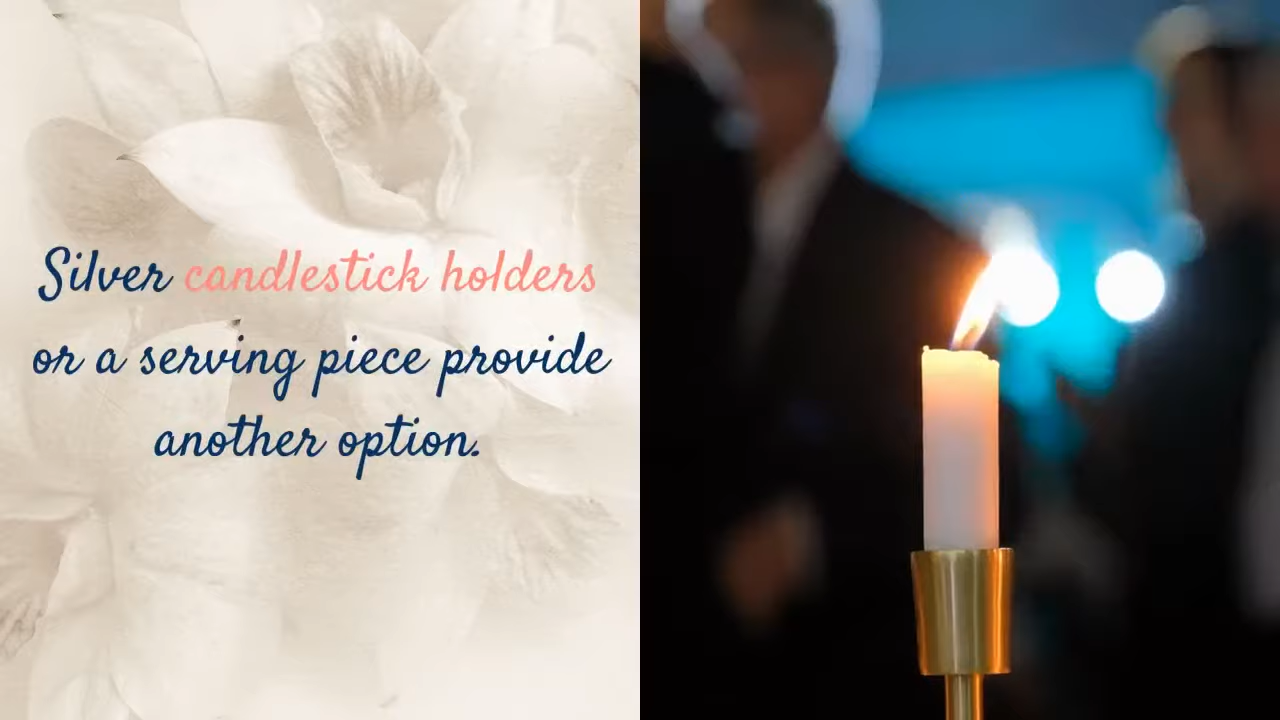 Silver candlestick holders
or a serving piece provide
another option.